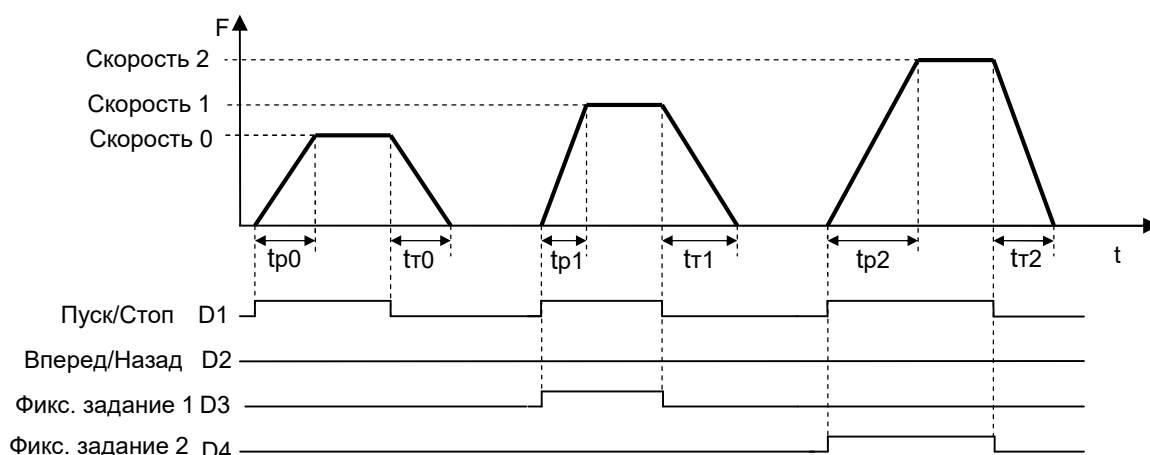 F
Скорость 2
Скорость 1
Скорость 0
tр0 tт0 tр1 tт1 tр2 tт2 t
Пуск/Стоп D1
Вперед/Назад D2
Фикс. задание 1 D3
Фикс. задание 2 D4